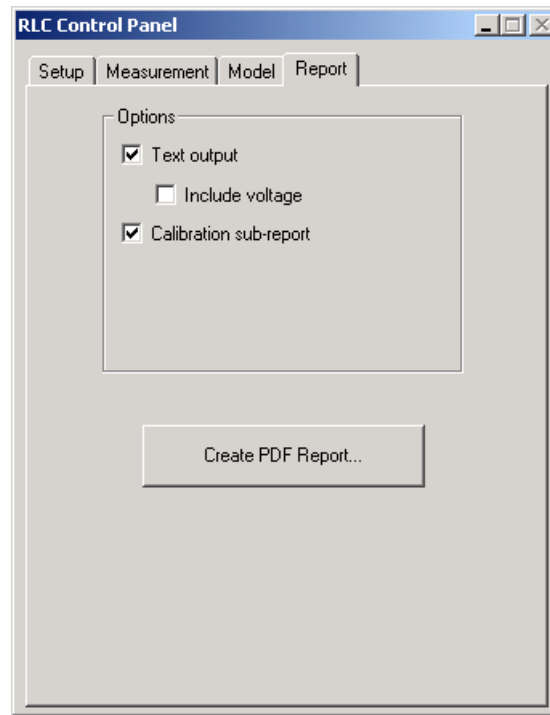 RLC Control Panel
Setup Measurement Model Report
Options
Text output
Include voltage
Calibration sub-report
Create PDF Report...